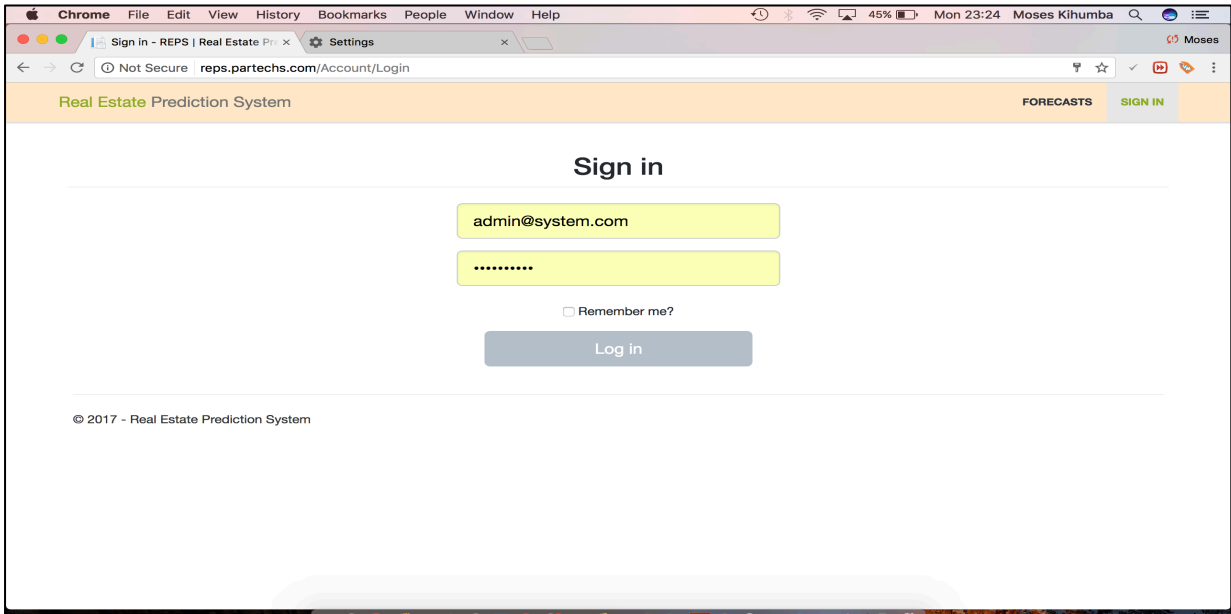 Chrome File Edit View History Bookmarks People Window Help 45% Mon 23:24 Moses Kihumba
Sign in - REPS | Real Estate Pr × Settings × Moses
Not Secure reps.partechs.com/Account/Login
Real Estate Prediction System FORECASTS SIGN IN
Sign in
admin@system.com
••••••••••
Remember me?
Log in
© 2017 - Real Estate Prediction System